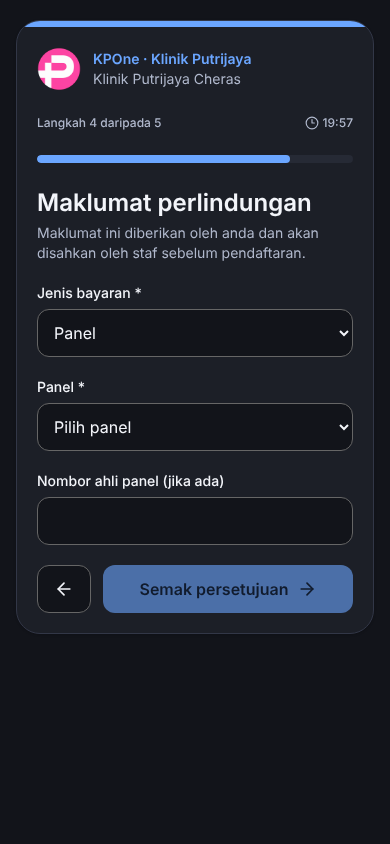 KPOne · Klinik Putrijaya
Klinik Putrijaya Cheras
Langkah 4 daripada 5
19:57
Maklumat perlindungan
Maklumat ini diberikan oleh anda dan akan
disahkan oleh staf sebelum pendaftaran.
Jenis bayaran *
Panel
Panel *
Pilih panel
Nombor ahli panel (jika ada)
Semak persetujuan